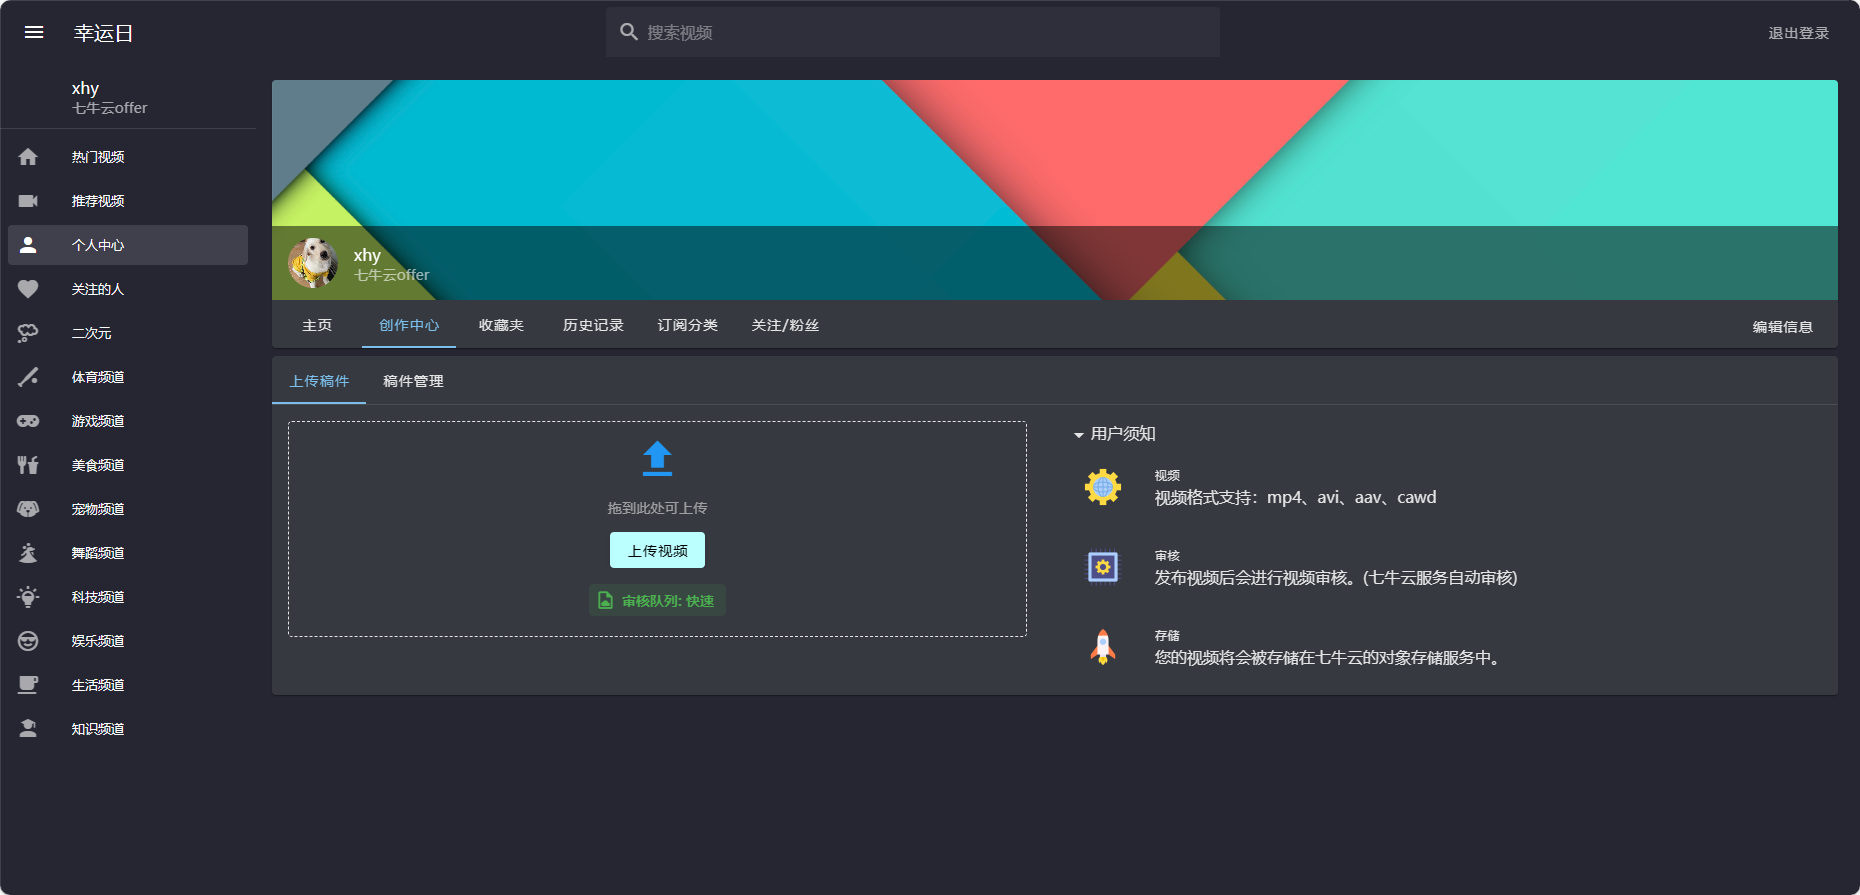 幸运日
搜索视频
退出登录
xhy
七牛云offer
热门视频
推荐视频
个人中心
关注的人
二次元
体育频道
游戏频道
美食频道
宠物频道
舞蹈频道
科技频道
娱乐频道
生活频道
知识频道
xhy
七牛云offer
主页 创作中心 收藏夹 历史记录 订阅分类 关注/粉丝 编辑信息
上传稿件 稿件管理
拖到此处可上传
上传视频
审核队列: 快速
用户须知
视频
视频格式支持：mp4、avi、aav、cawd
审核
发布视频后会进行视频审核。(七牛云服务自动审核)
存储
您的视频将会被存储在七牛云的对象存储服务中。